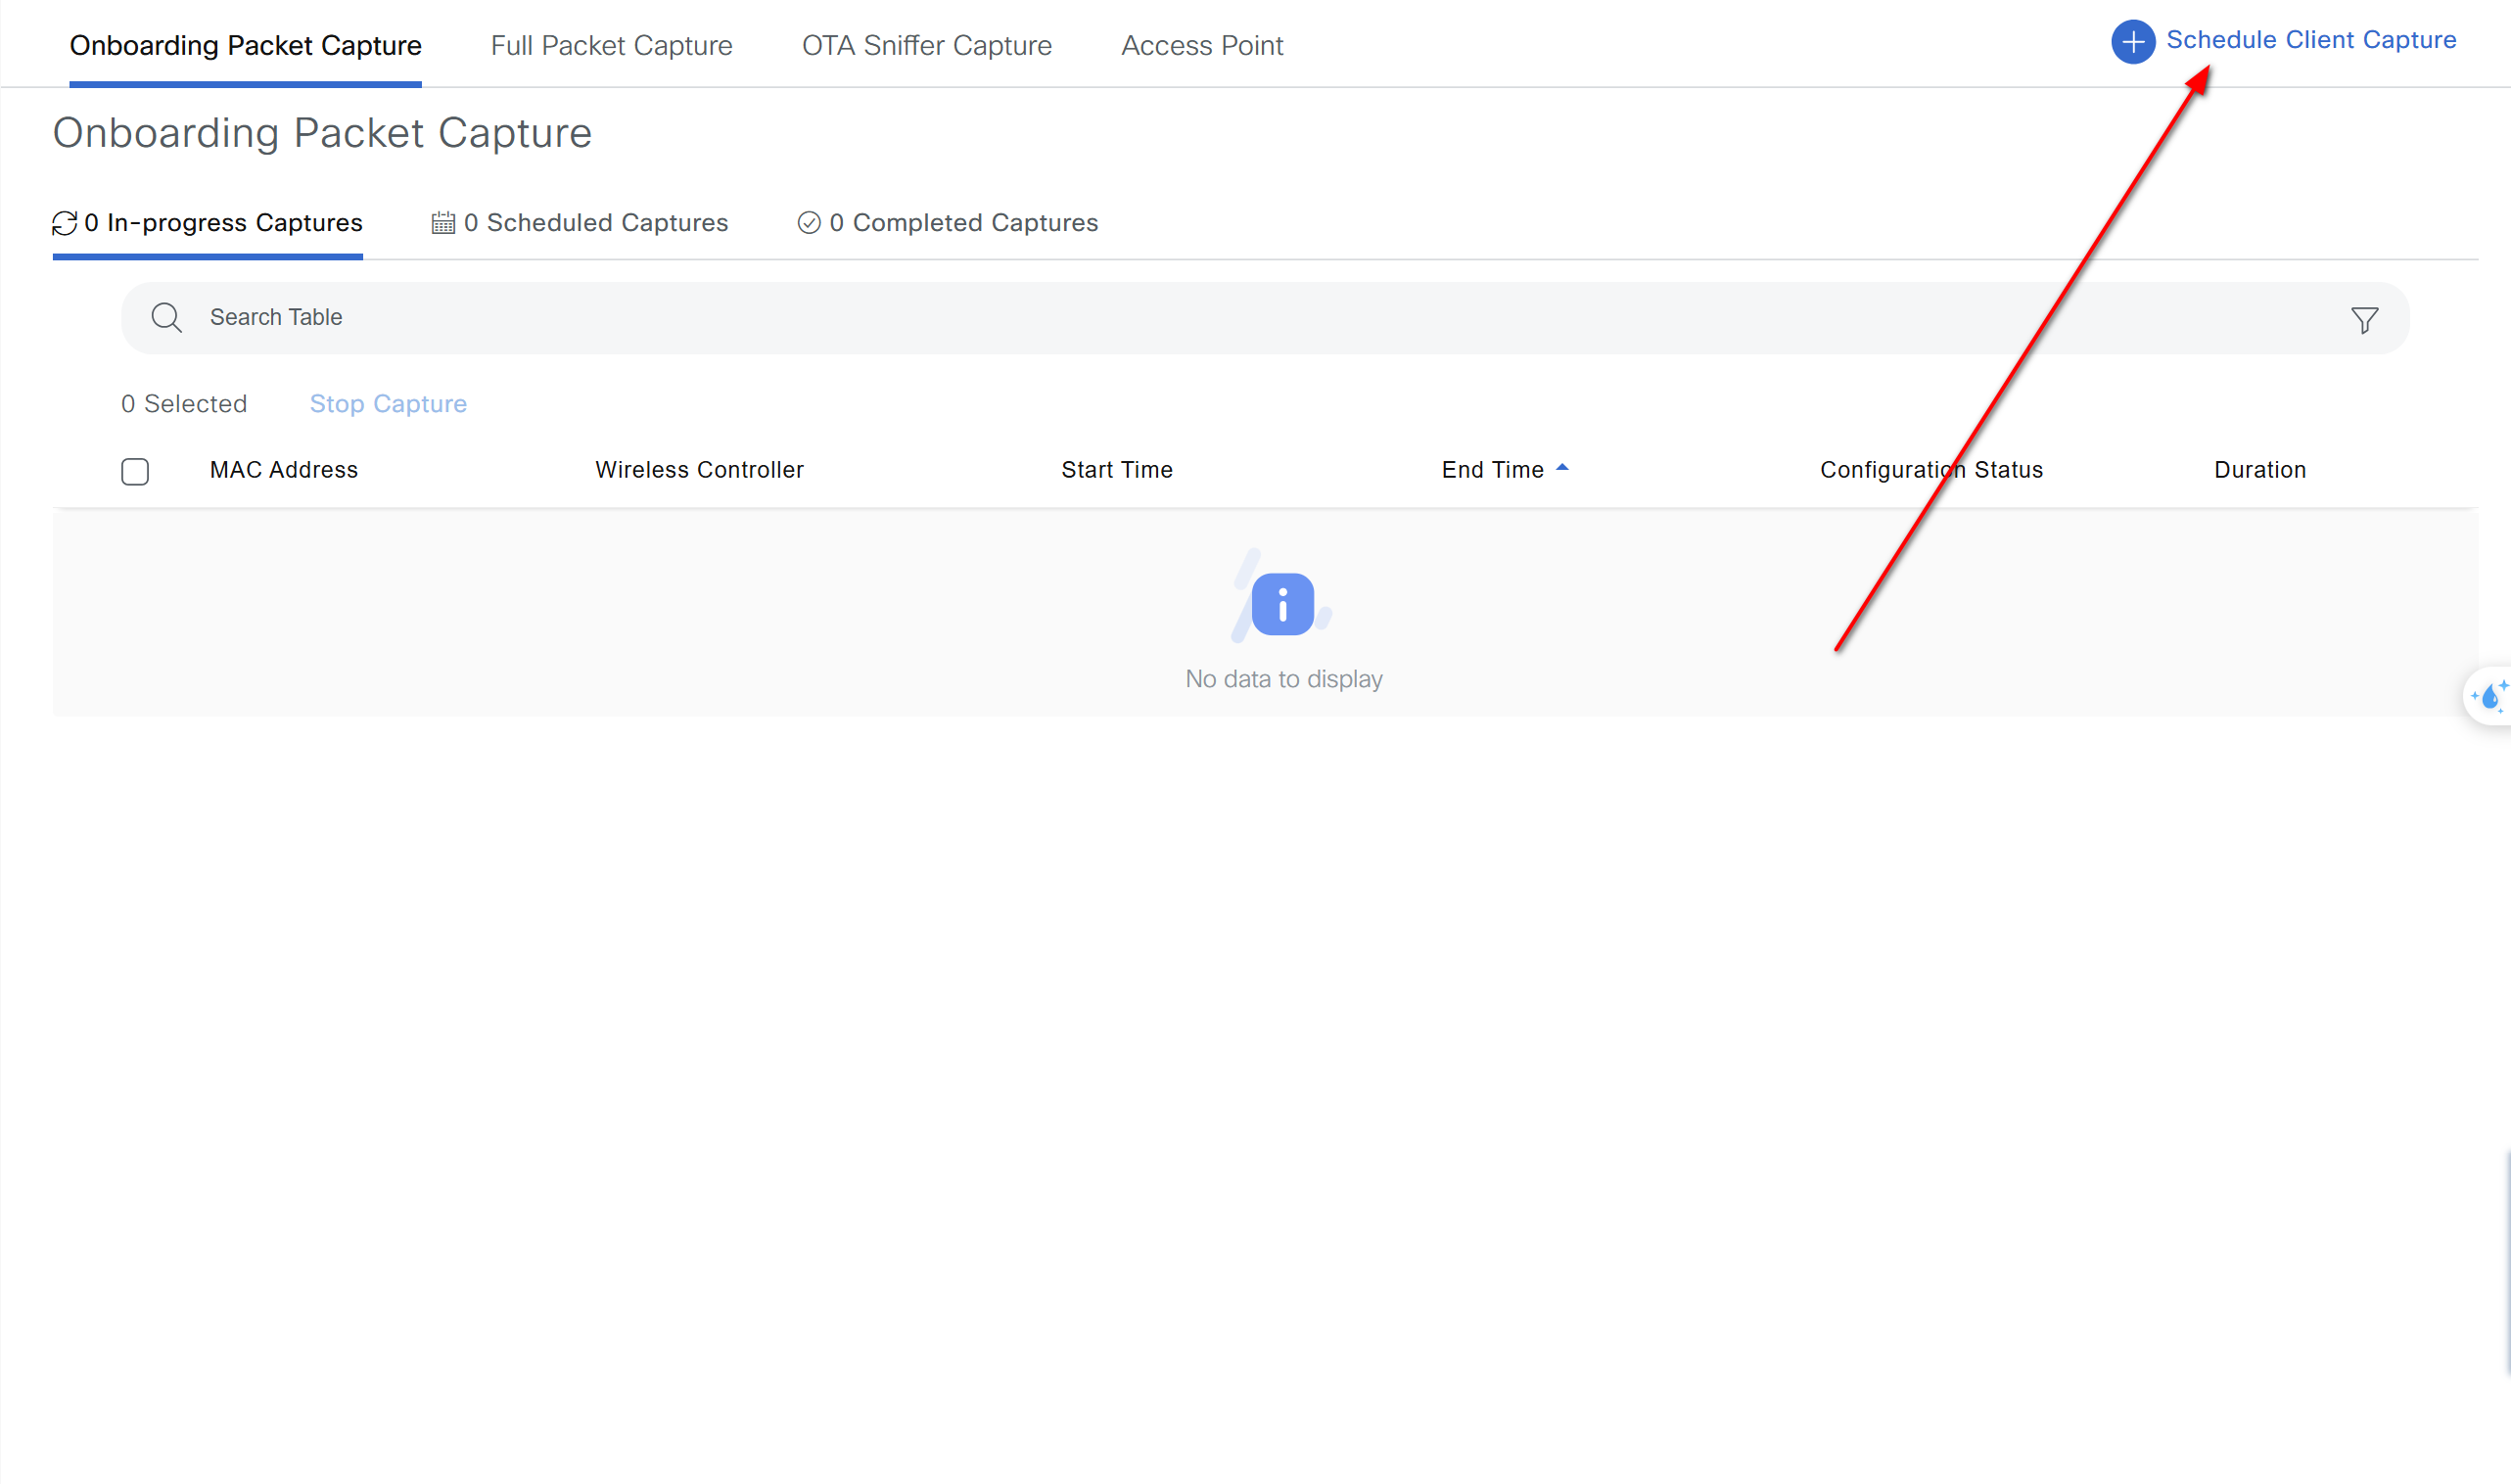 Onboarding Packet Capture
Full Packet Capture
OTA Sniffer Capture
Access Point
Schedule Client Capture
Onboarding Packet Capture
0 In-progress Captures
0 Scheduled Captures
0 Completed Captures
Search Table
0 Selected
Stop Capture
MAC Address
Wireless Controller
Start Time
End Time
Configuration Status
Duration
No data to display